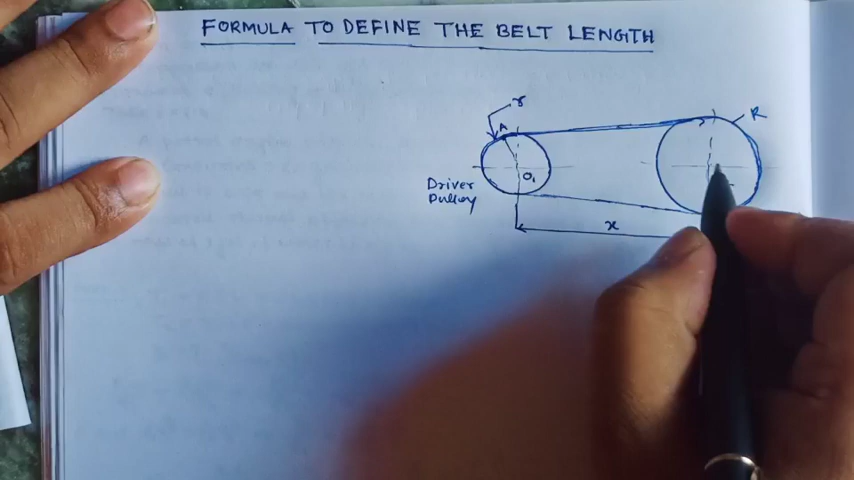 FORMULA TO DEFINE THE BELT LENGTH
r
R
A
O₁
Driver
Pulley
x